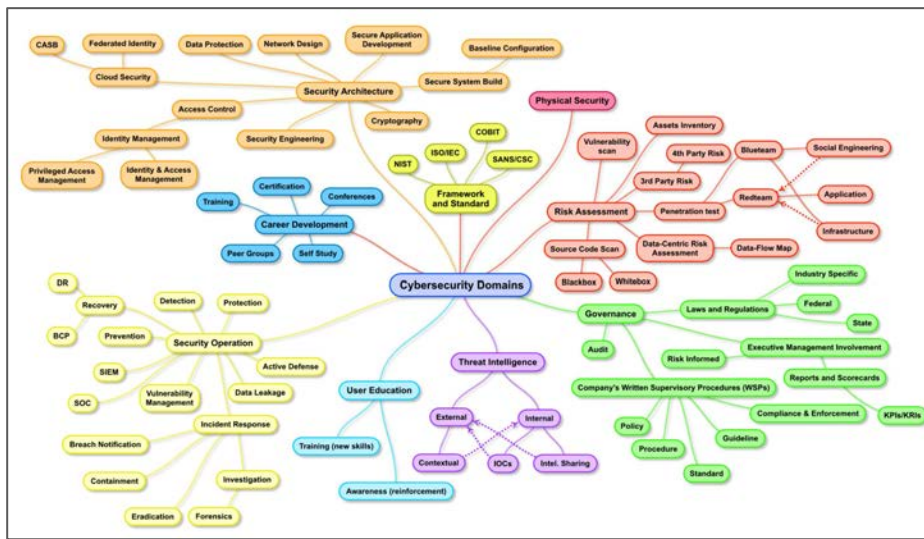 CASB
Federated Identity
Data Protection
Network Design
Secure Application
Development
Baseline Configuration
Cloud Security
Security Architecture
Secure System Build
Access Control
Cryptography
Security Engineering
Identity Management
Privileged Access
Management
Identity & Access
Management
Physical Security
NIST
ISO/IEC
COBIT
SANS/CSC
Framework
and Standard
Vulnerability
scan
Assets Inventory
4th Party Risk
3rd Party Risk
Blueteam
Social Engineering
Redteam
Application
Infrastructure
Risk Assessment
Penetration test
Source Code Scan
Blackbox
Whitebox
Data-Centric Risk
Assessment
Data-Flow Map
Training
Certification
Conferences
Career Development
Peer Groups
Self Study
Cybersecurity Domains
DR
Recovery
BCP
Detection
Protection
Prevention
Security Operation
SIEM
Active Defense
SOC
Vulnerability
Management
Data Leakage
Incident Response
Breach Notification
Containment
Eradication
Investigation
Forensics
User Education
Training (new skills)
Awareness (reinforcement)
Threat Intelligence
External
Internal
Contextual
IOCs
Intel. Sharing
Governance
Audit
Laws and Regulations
Industry Specific
Federal
State
Executive Management Involvement
Risk Informed
Reports and Scorecards
KPIs/KRIs
Company's Written Supervisory Procedures (WSPs)
Compliance & Enforcement
Policy
Procedure
Guideline
Standard